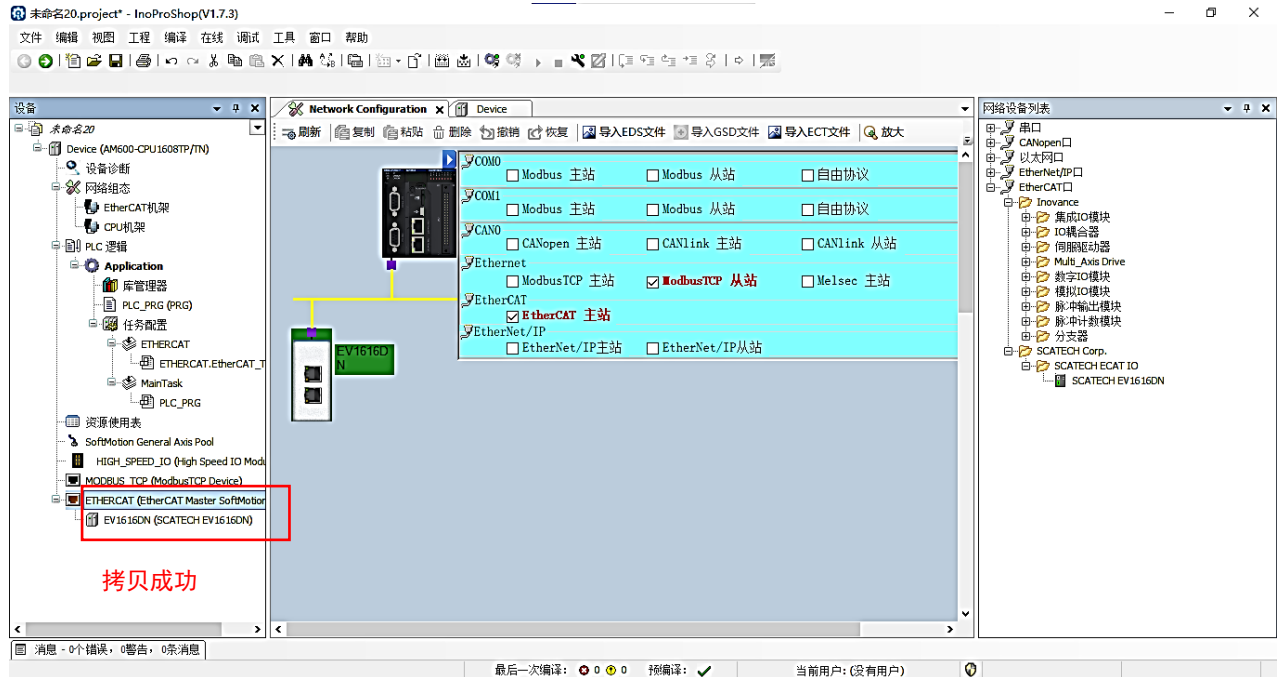 未命名20.project* - InoProShop(V1.7.3)
文件 编辑 视图 工程 编译 在线 调试 工具 窗口 帮助
设备
未命名20
Device (AM600-CPU1608TP/TN)
设备诊断
网络组态
EtherCAT机架
CPU机架
PLC 逻辑
Application
库管理器
PLC_PRG (PRG)
任务配置
ETHERCAT
ETHERCAT.EtherCAT_T
MainTask
PLC_PRG
资源使用表
SoftMotion General Axis Pool
HIGH_SPEED_IO (High Speed IO Modu
MODBUS_TCP (ModbusTCP Device)
ETHERCAT (EtherCAT Master SoftMotion
EV1616DN (SCATECH EV1616DN)
拷贝成功
Network Configuration Device
刷新 复制 粘贴 删除 撤销 恢复 导入EDS文件 导入GSD文件 导入ECT文件 放大
COM0
Modbus 主站 Modbus 从站 自由协议
COM1
Modbus 主站 Modbus 从站 自由协议
CAN0
CANopen 主站 CANlink 主站 CANlink 从站
Ethernet
ModbusTCP 主站 ModbusTCP 从站 Melsec 主站
EtherCAT
EtherCAT 主站
EtherNet/IP
EtherNet/IP主站 EtherNet/IP从站
EV1616D
N
网络设备列表
串口
CANopen口
以太网口
EtherNet/IP口
EtherCAT口
Inovance
集成IO模块
IO耦合器
伺服驱动器
Multi_Axis Drive
数字IO模块
模拟IO模块
脉冲输出模块
脉冲计数模块
分支器
SCATECH Corp.
SCATECH ECAT IO
SCATECH EV1616DN
消息 - 0个错误，0警告，0条消息
最后一次编译： 0 0 预编译： 当前用户：(没有用户)